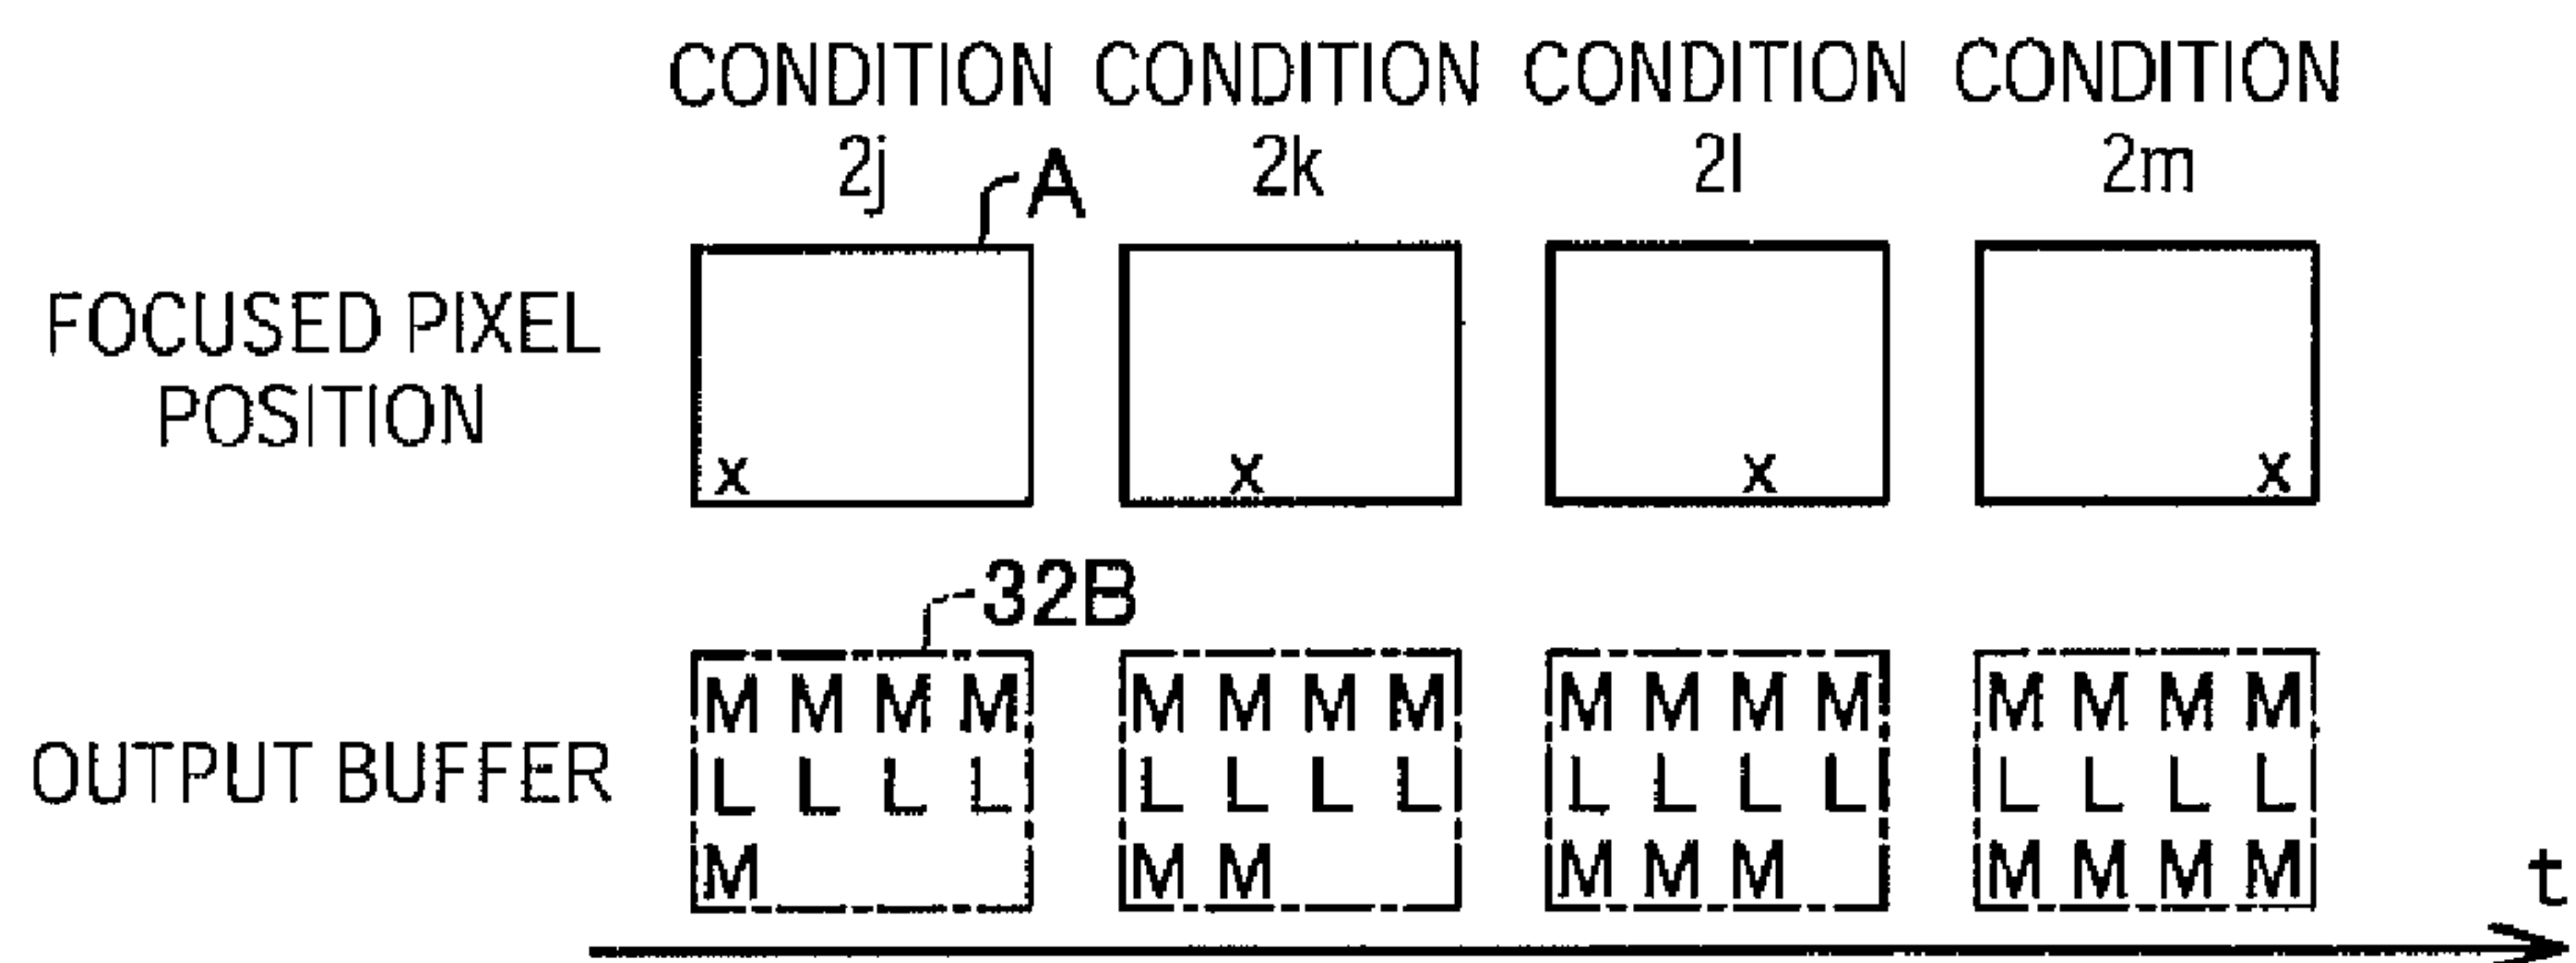 CONDITION CONDITION CONDITION CONDITION
2j 2k 2l 2m
A
FOCUSED PIXEL
POSITION
x x x x
32B
M M M M M M M M M M M M M M M M
OUTPUT BUFFER L L L L L L L L L L L L L L L L
M M M M M M M M M M
t